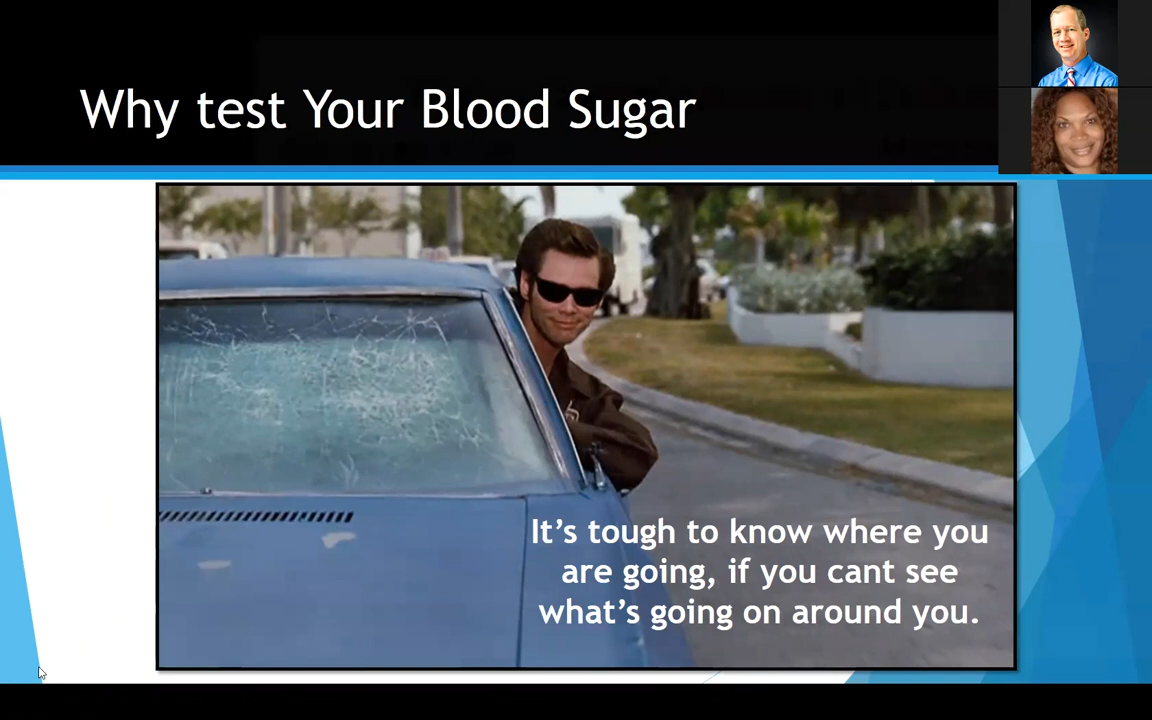 Why test Your Blood Sugar
It's tough to know where you
are going, if you cant see
what's going on around you.